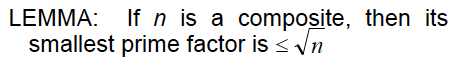 LEMMA: If n is a composite, then its
smallest prime factor is ≤ √n